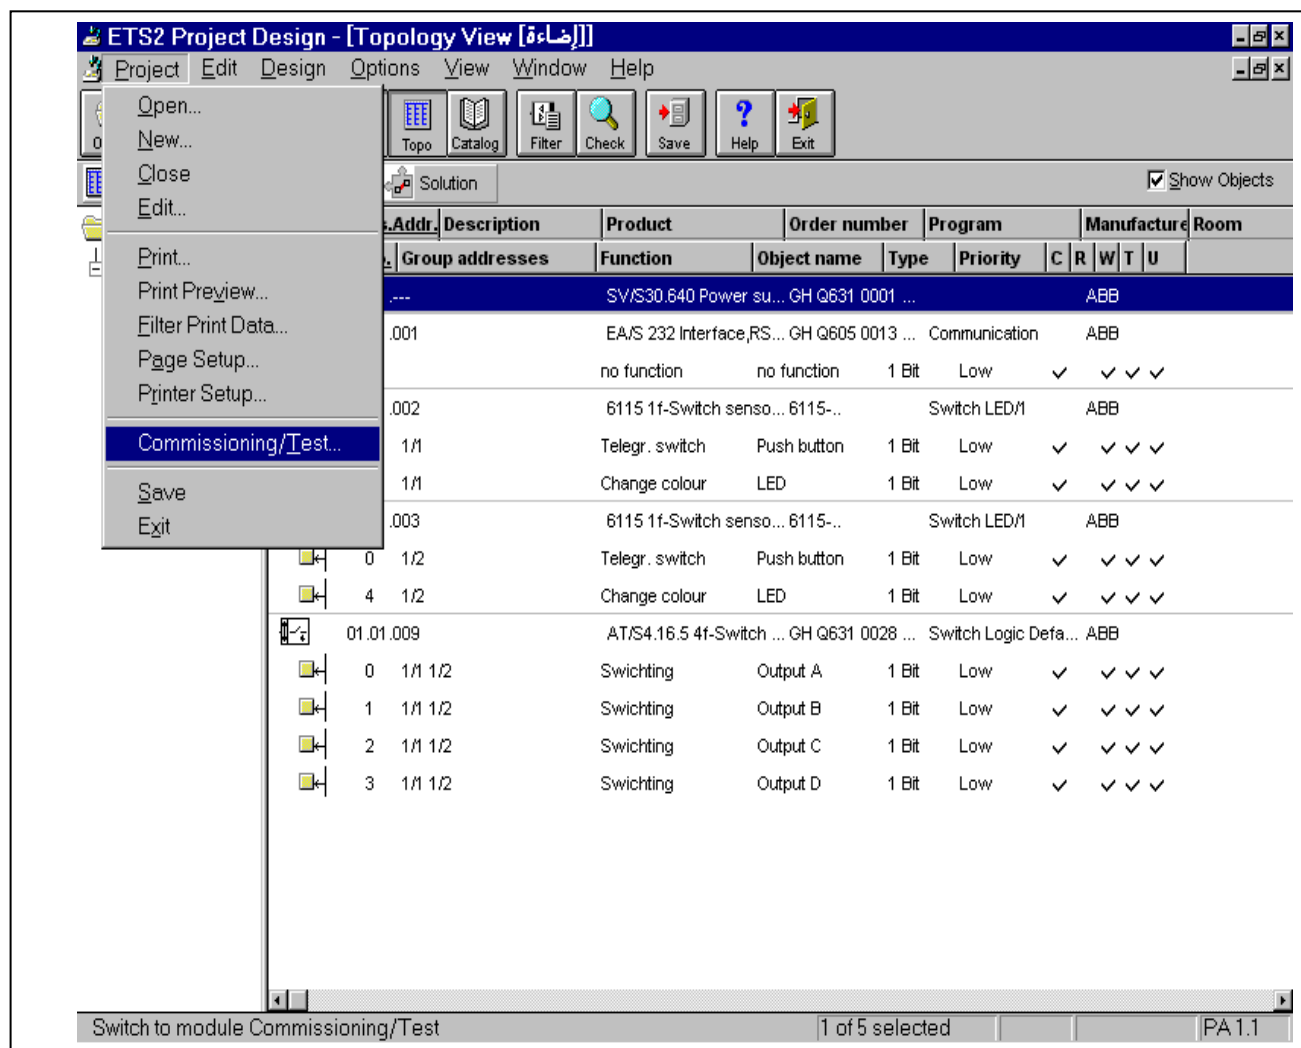 ETS2 Project Design - [Topology View [إضاءة]]
Project Edit Design Options View Window Help
Open...
New...
Close
Edit...
Print...
Print Preview...
Filter Print Data...
Page Setup...
Printer Setup...
Commissioning/Test...
Save
Exit
Topo Catalog Filter Check Save Help Exit
Solution Show Objects
.Addr. Description Product Order number Program Manufacture Room
Group addresses Function Object name Type Priority C R W T U
.--- SV/S30.640 Power su... GH Q631 0001 ... ABB
.001 EA/S 232 Interface,RS... GH Q605 0013 ... Communication ABB
no function no function 1 Bit Low
.002 6115 1f-Switch senso... 6115-.. Switch LED/1 ABB
1/1 Telegr. switch Push button 1 Bit Low
1/1 Change colour LED 1 Bit Low
.003 6115 1f-Switch senso... 6115-.. Switch LED/1 ABB
0 1/2 Telegr. switch Push button 1 Bit Low
4 1/2 Change colour LED 1 Bit Low
01.01.009 AT/S4.16.5 4f-Switch ... GH Q631 0028 ... Switch Logic Defa... ABB
0 1/1 1/2 Swichting Output A 1 Bit Low
1 1/1 1/2 Swichting Output B 1 Bit Low
2 1/1 1/2 Swichting Output C 1 Bit Low
3 1/1 1/2 Swichting Output D 1 Bit Low
Switch to module Commissioning/Test 1 of 5 selected PA 1.1